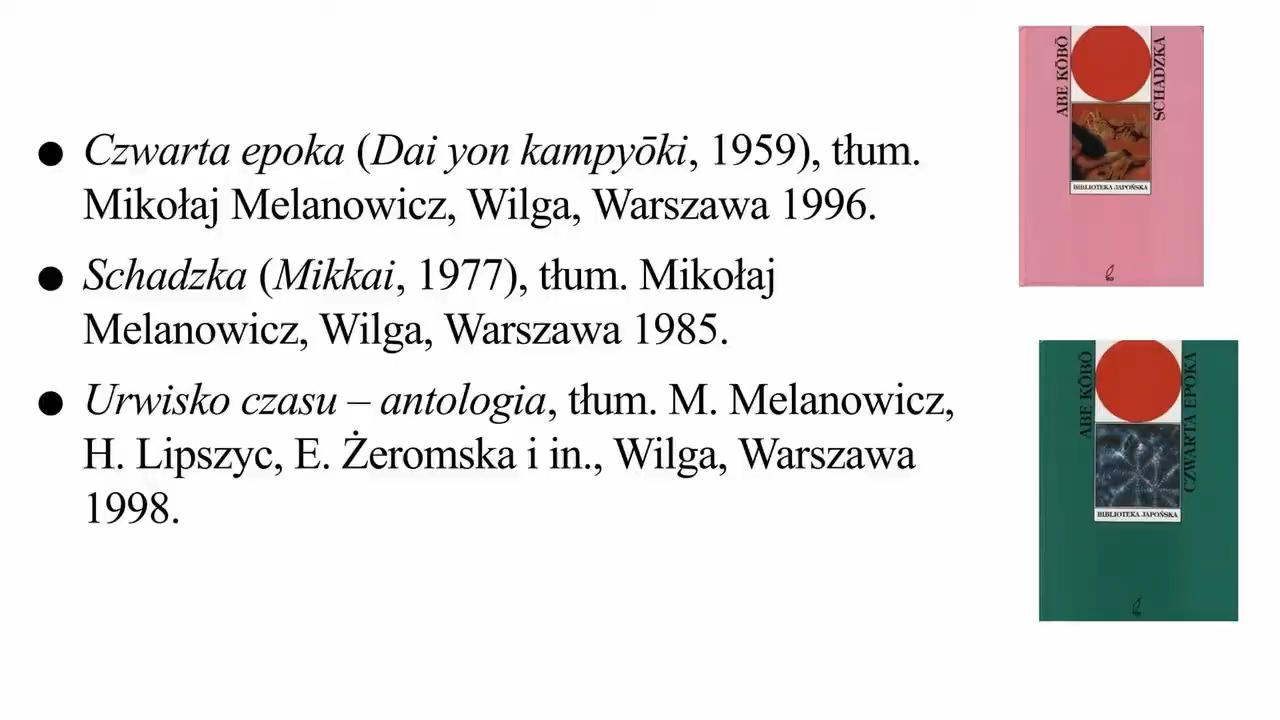 ● Czwarta epoka (Dai yon kampyōki, 1959), tłum.
Mikołaj Melanowicz, Wilga, Warszawa 1996.
● Schadzka (Mikkai, 1977), tłum. Mikołaj
Melanowicz, Wilga, Warszawa 1985.
● Urwisko czasu – antologia, tłum. M. Melanowicz,
H. Lipszyc, E. Żeromska i in., Wilga, Warszawa
1998.
ABE KŌBŌ
SCHADZKA
BIBLIOTEKA JAPOŃSKA
ABE KŌBŌ
CZWARTA EPOKA
BIBLIOTEKA JAPOŃSKA